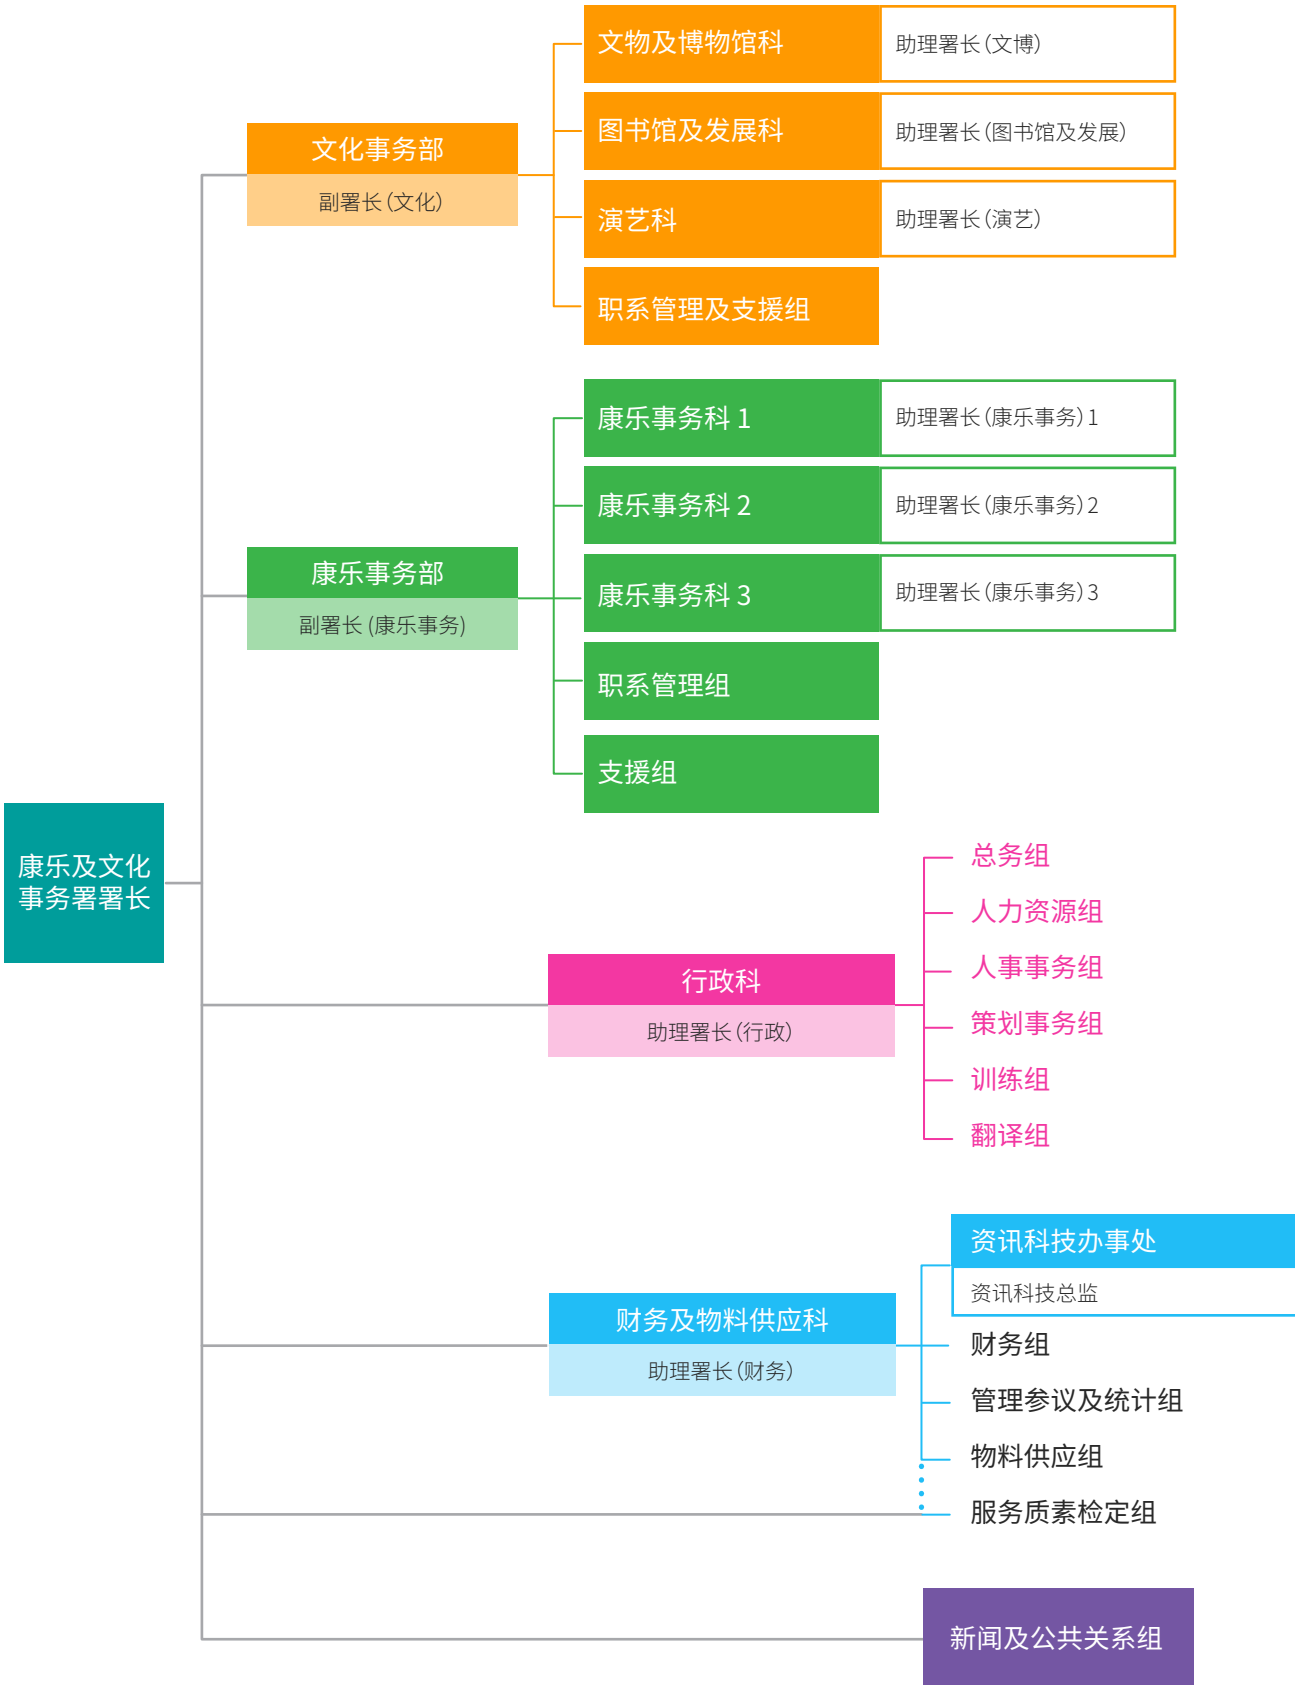 文物及博物馆科
助理署长（文博）
图书馆及发展科
助理署长（图书馆及发展）
文化事务部
副署长（文化）
演艺科
助理署长（演艺）
职系管理及支援组
康乐事务科 1
助理署长（康乐事务）1
康乐事务科 2
助理署长（康乐事务）2
康乐事务部
副署长 (康乐事务)
康乐事务科 3
助理署长（康乐事务）3
职系管理组
支援组
康乐及文化
事务署署长
行政科
助理署长（行政）
总务组
人力资源组
人事事务组
策划事务组
训练组
翻译组
财务及物料供应科
助理署长（财务）
资讯科技办事处
资讯科技总监
财务组
管理参议及统计组
物料供应组
服务质素检定组
新闻及公共关系组